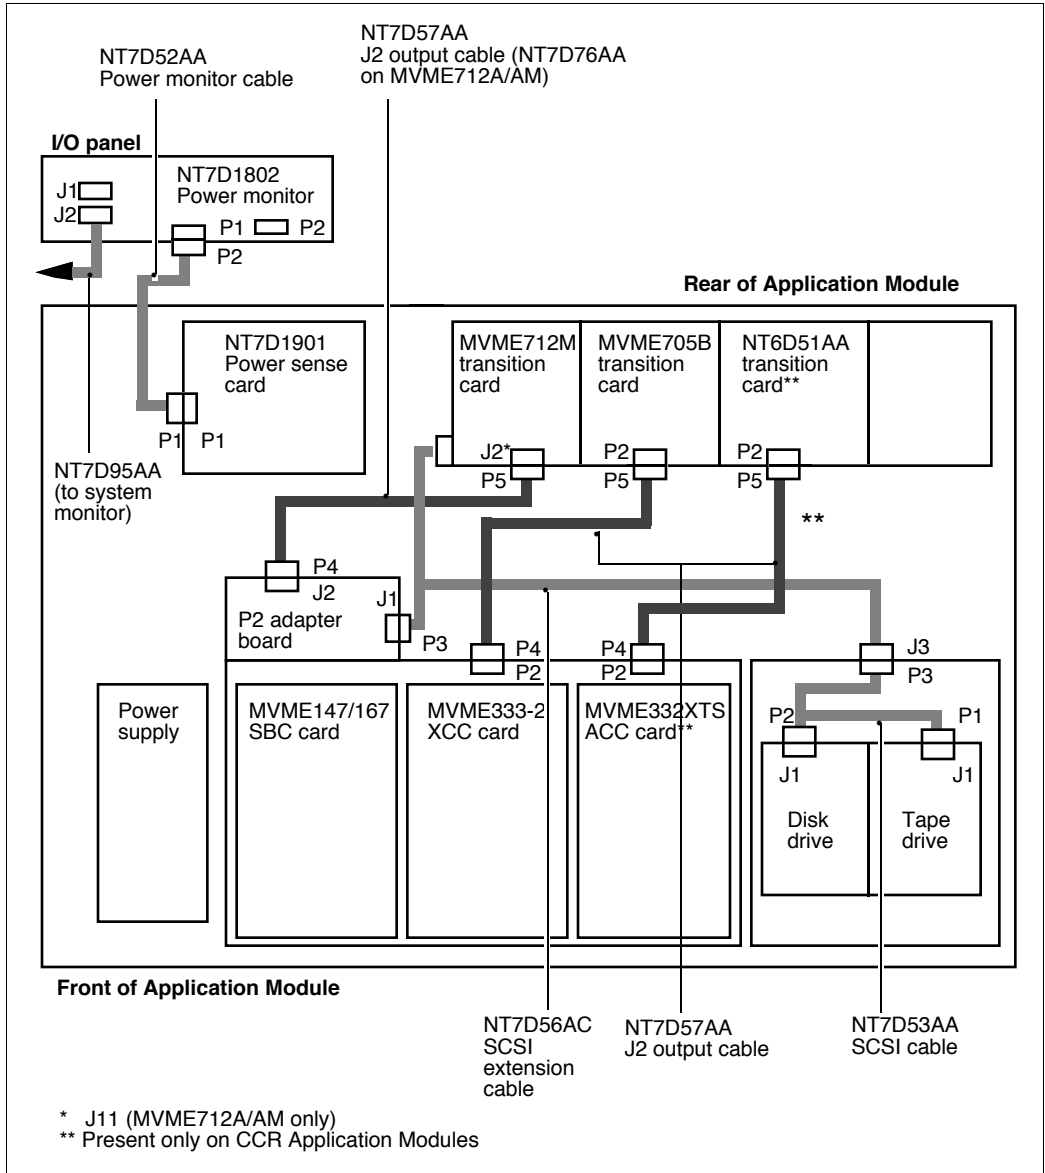 NT7D57AA
J2 output cable (NT7D76AA
on MVME712A/AM)
NT7D52AA
Power monitor cable
I/O panel
J1
J2
NT7D1802
Power monitor
P1
P2
P2
Rear of Application Module
NT7D1901
Power sense
card
P1
P1
MVME712M
transition
card
MVME705B
transition
card
NT6D51AA
transition
card**
J2*
P5
P2
P5
P2
P5
NT7D95AA
(to system
monitor)
**
P4
J2
P2 adapter
board
J1
P3
P4
P2
P4
P2
J3
P3
Power
supply
MVME147/167
SBC card
MVME333-2
XCC card
MVME332XTS
ACC card**
P2
J1
P1
J1
Disk
drive
Tape
drive
Front of Application Module
NT7D56AC
SCSI
extension
cable
NT7D57AA
J2 output cable
NT7D53AA
SCSI cable
* J11 (MVME712A/AM only)
** Present only on CCR Application Modules